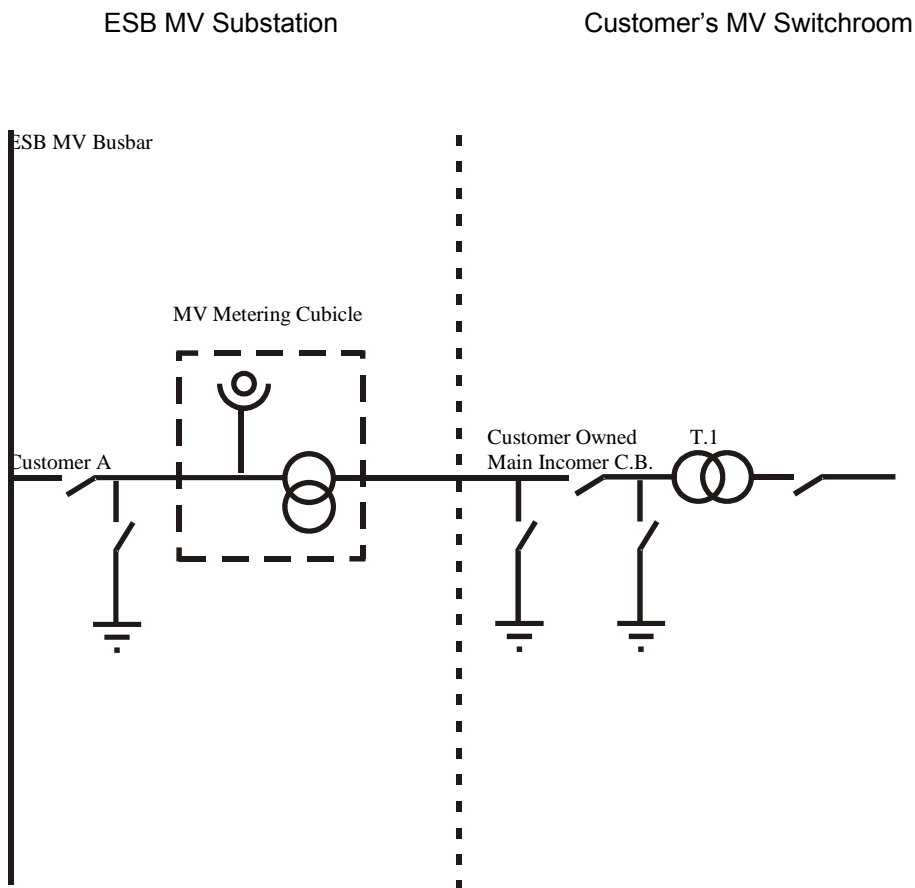 ESB MV Substation
Customer’s MV Switchroom
ESB MV Busbar
MV Metering Cubicle
Customer A
Customer Owned
Main Incomer C.B.
T.1